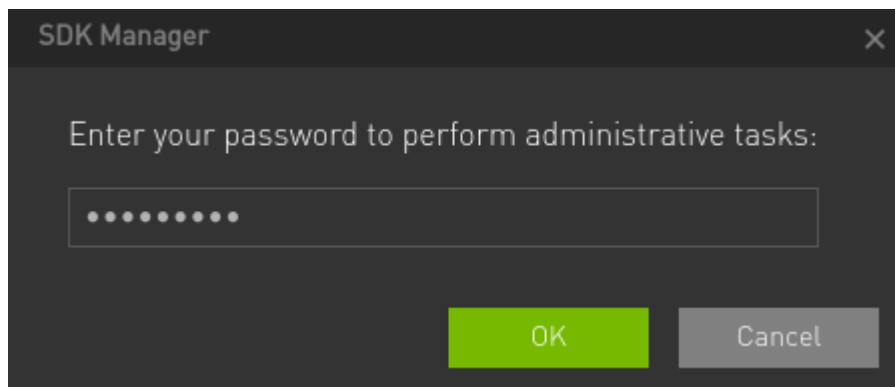 SDK Manager
Enter your password to perform administrative tasks:
•••••••••
OK
Cancel